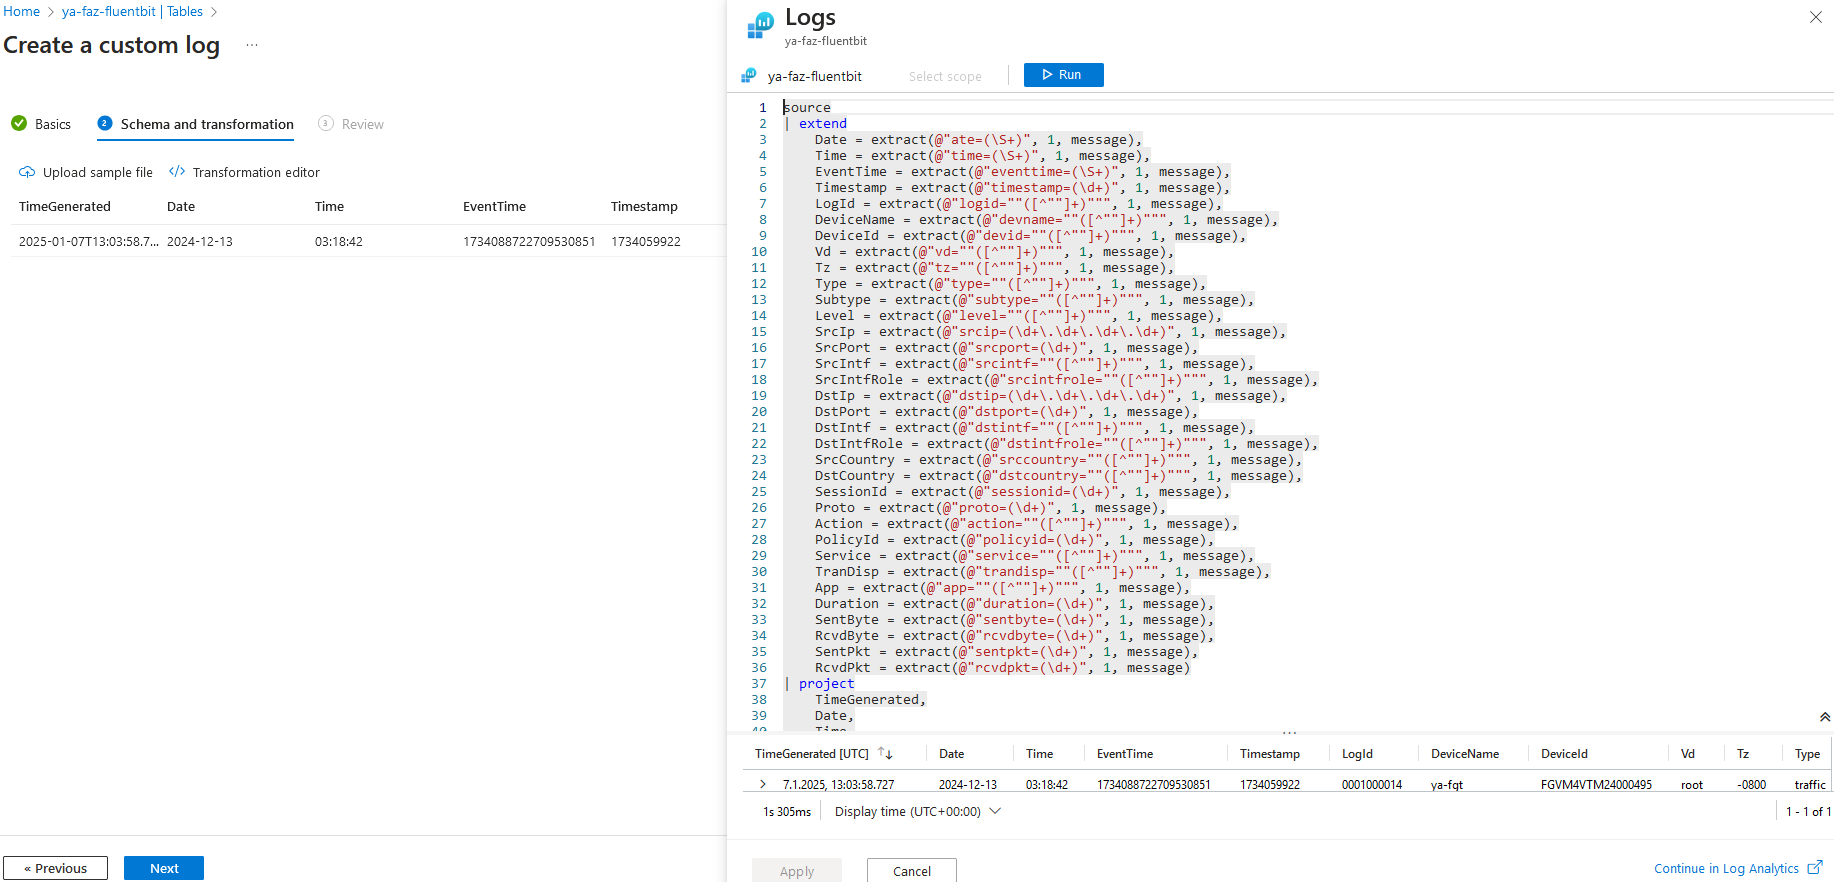 Home > ya-faz-fluentbit | Tables >
Create a custom log ...
Basics
2 Schema and transformation
3 Review
Upload sample file
</> Transformation editor
TimeGenerated Date Time EventTime Timestamp
2025-01-07T13:03:58.7... 2024-12-13 03:18:42 1734088722709530851 1734059922
« Previous
Next
Logs
ya-faz-fluentbit
ya-faz-fluentbit
Select scope
Run
1 source
2 | extend
3 Date = extract(@"ate=(\S+)", 1, message),
4 Time = extract(@"time=(\S+)", 1, message),
5 EventTime = extract(@"eventtime=(\S+)", 1, message),
6 Timestamp = extract(@"timestamp=(\d+)", 1, message),
7 LogId = extract(@"logid=""([^""]+)""", 1, message),
8 DeviceName = extract(@"devname=""([^""]+)""", 1, message),
9 DeviceId = extract(@"devid=""([^""]+)""", 1, message),
10 Vd = extract(@"vd=""([^""]+)""", 1, message),
11 Tz = extract(@"tz=""([^""]+)""", 1, message),
12 Type = extract(@"type=""([^""]+)""", 1, message),
13 Subtype = extract(@"subtype=""([^""]+)""", 1, message),
14 Level = extract(@"level=""([^""]+)""", 1, message),
15 SrcIp = extract(@"srcip=(\d+\.\d+\.\d+\.\d+)", 1, message),
16 SrcPort = extract(@"srcport=(\d+)", 1, message),
17 SrcIntf = extract(@"srcintf=""([^""]+)""", 1, message),
18 SrcIntfRole = extract(@"srcintfrole=""([^""]+)""", 1, message),
19 DstIp = extract(@"dstip=(\d+\.\d+\.\d+\.\d+)", 1, message),
20 DstPort = extract(@"dstport=(\d+)", 1, message),
21 DstIntf = extract(@"dstintf=""([^""]+)""", 1, message),
22 DstIntfRole = extract(@"dstintfrole=""([^""]+)""", 1, message),
23 SrcCountry = extract(@"srccountry=""([^""]+)""", 1, message),
24 DstCountry = extract(@"dstcountry=""([^""]+)""", 1, message),
25 SessionId = extract(@"sessionid=(\d+)", 1, message),
26 Proto = extract(@"proto=(\d+)", 1, message),
27 Action = extract(@"action=""([^""]+)""", 1, message),
28 PolicyId = extract(@"policyid=(\d+)", 1, message),
29 Service = extract(@"service=""([^""]+)""", 1, message),
30 TranDisp = extract(@"trandisp=""([^""]+)""", 1, message),
31 App = extract(@"app=""([^""]+)""", 1, message),
32 Duration = extract(@"duration=(\d+)", 1, message),
33 SentByte = extract(@"sentbyte=(\d+)", 1, message),
34 RcvdByte = extract(@"rcvdbyte=(\d+)", 1, message),
35 SentPkt = extract(@"sentpkt=(\d+)", 1, message),
36 RcvdPkt = extract(@"rcvdpkt=(\d+)", 1, message)
37 | project
38 TimeGenerated,
39 Date,
40 Time
TimeGenerated [UTC] Date Time EventTime Timestamp LogId DeviceName DeviceId Vd Tz Type
> 7.1.2025, 13:03:58.727 2024-12-13 03:18:42 1734088722709530851 1734059922 0001000014 ya-fgt FGVM4VTM24000495 root -0800 traffic
1s 305ms
Display time (UTC+00:00)
1 - 1 of 1
Apply
Cancel
Continue in Log Analytics